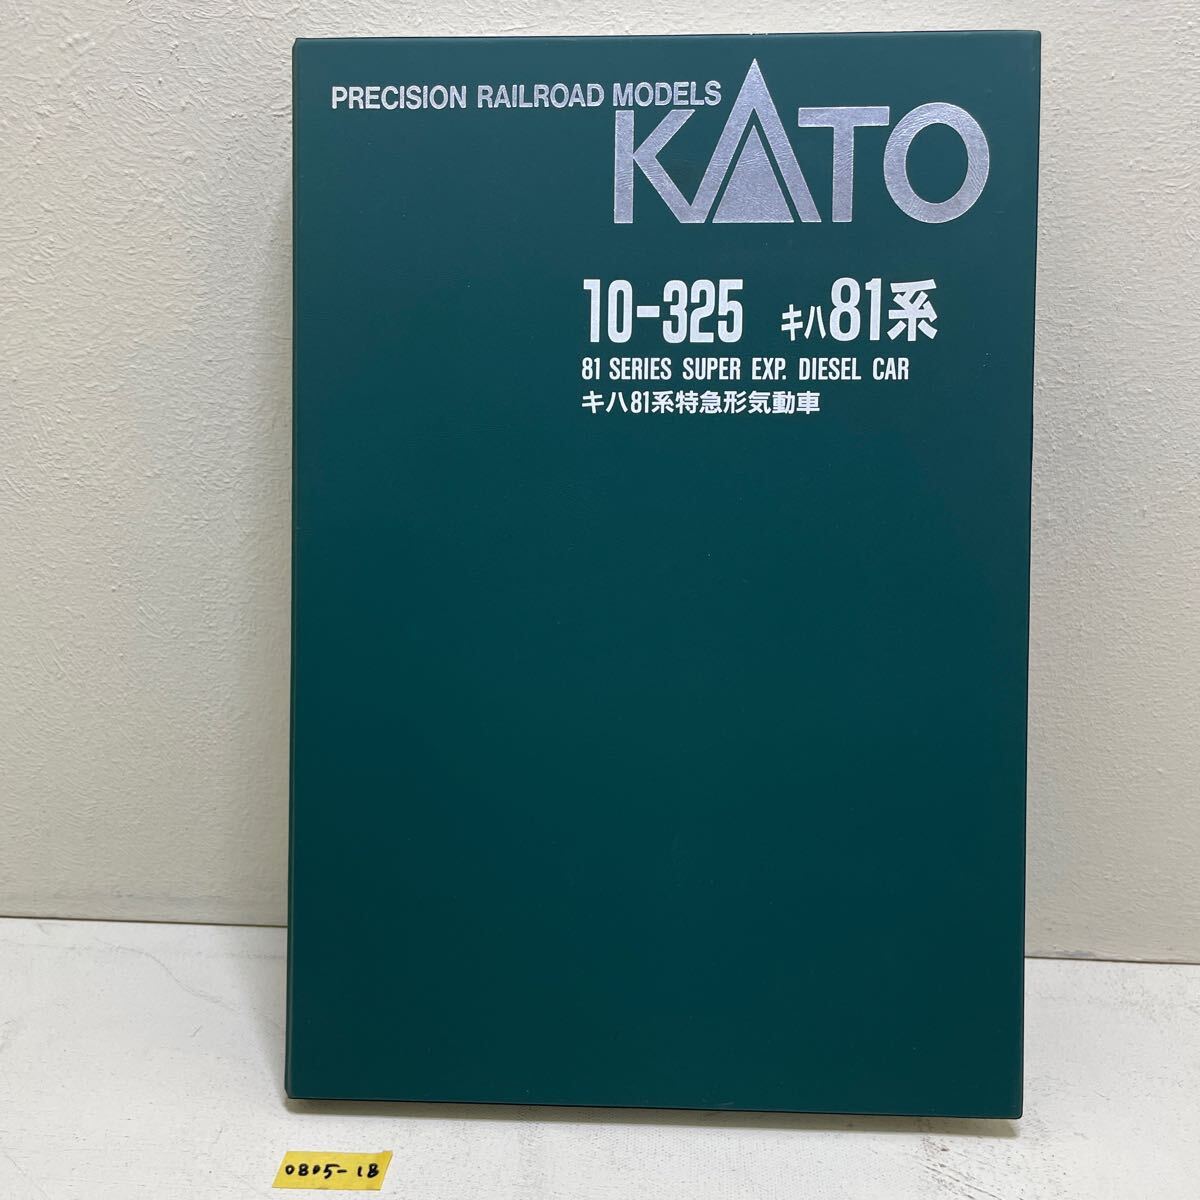 PRECISION RAILROAD MODELS
KATO
10-325 キハ81系
81 SERIES SUPER EXP. DIESEL CAR
キハ81系特急形気動車
0805-18